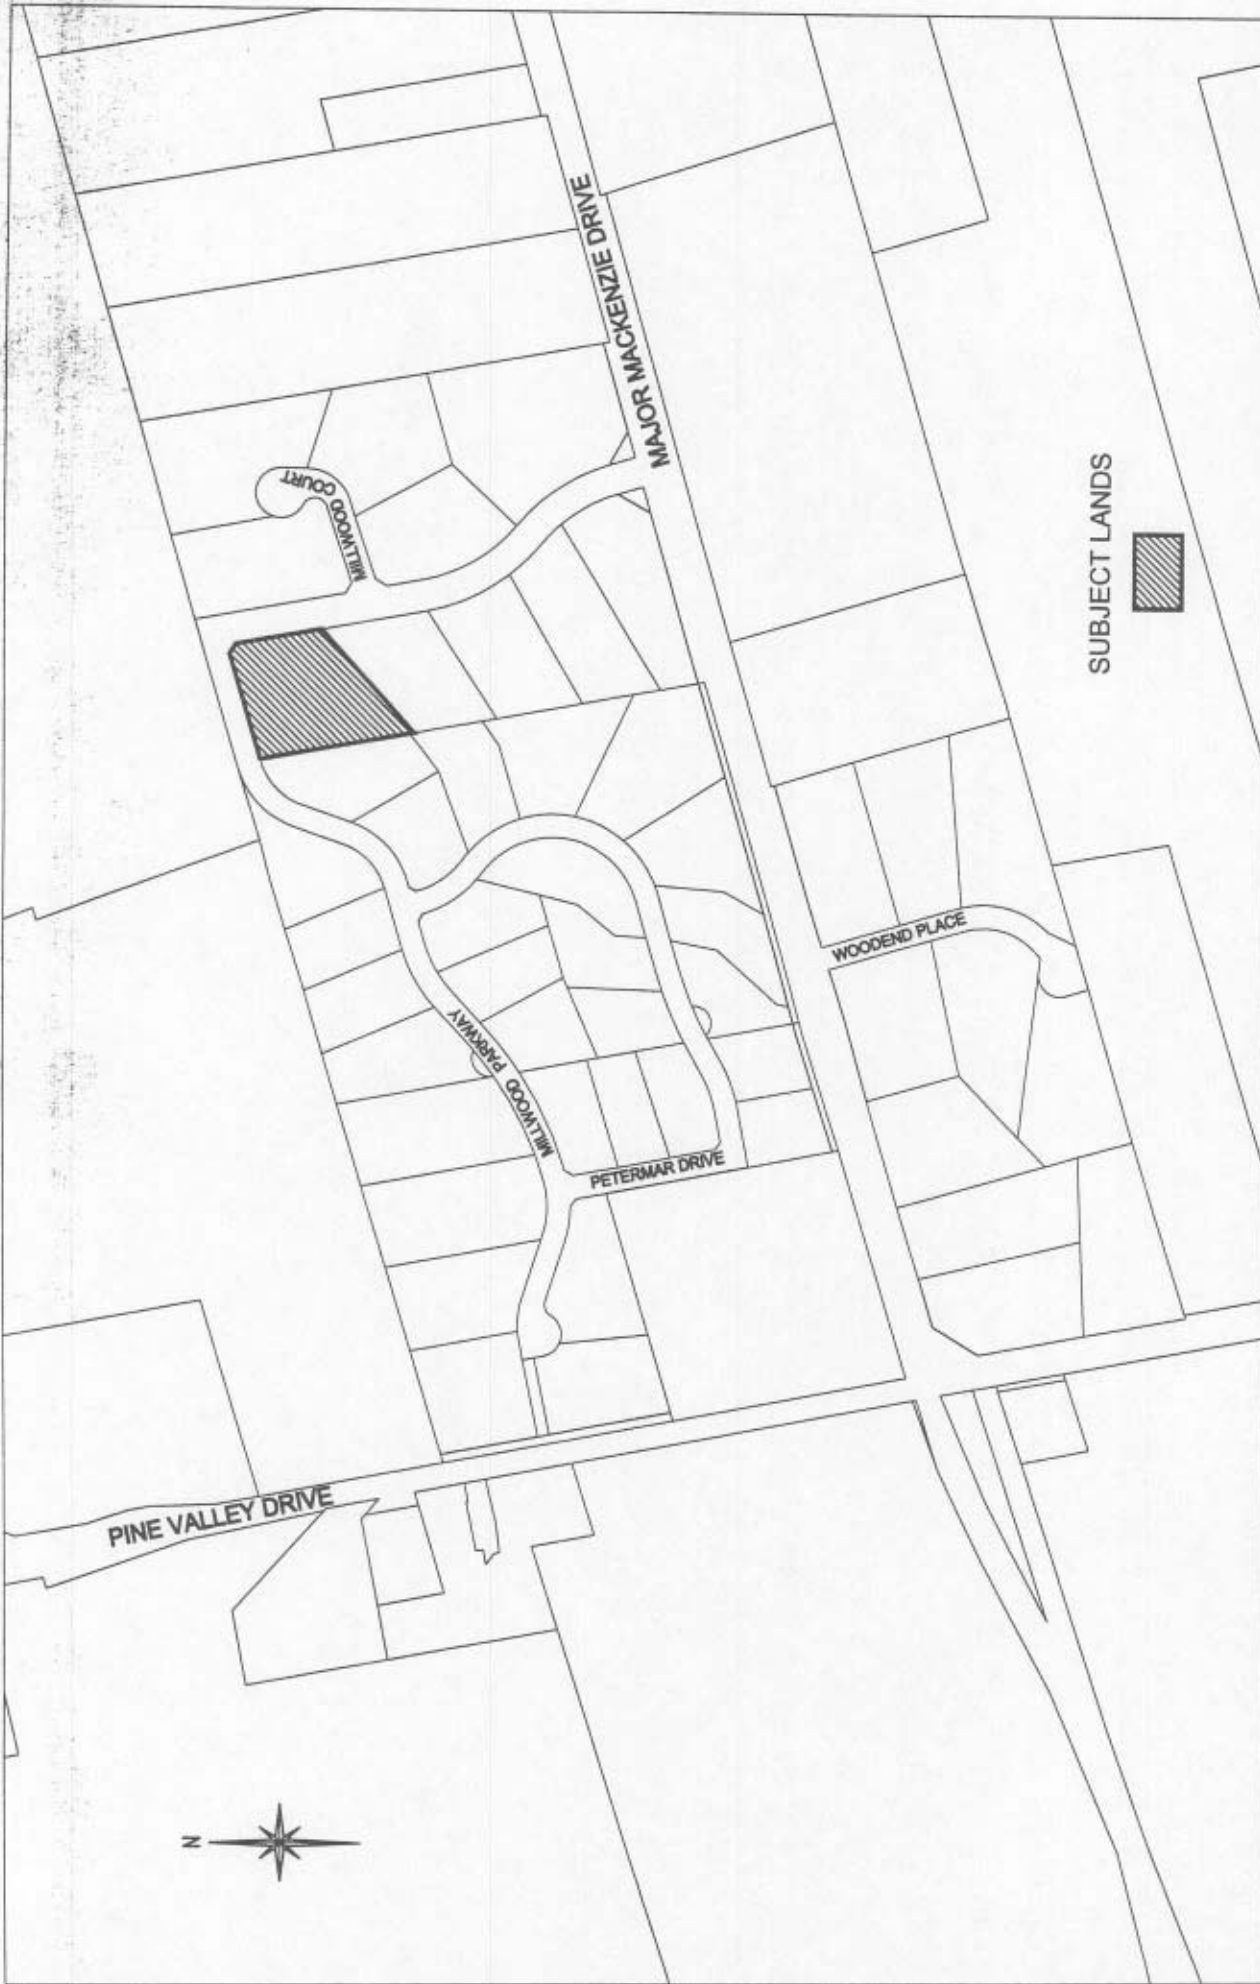 MAJOR MACKENZIE DRIVE
MILLWOOD COURT
SUBJECT LANDS
WOODEND PLACE
MILLWOOD PARKWAY
PETERMAR DRIVE
PINE VALLEY DRIVE
N